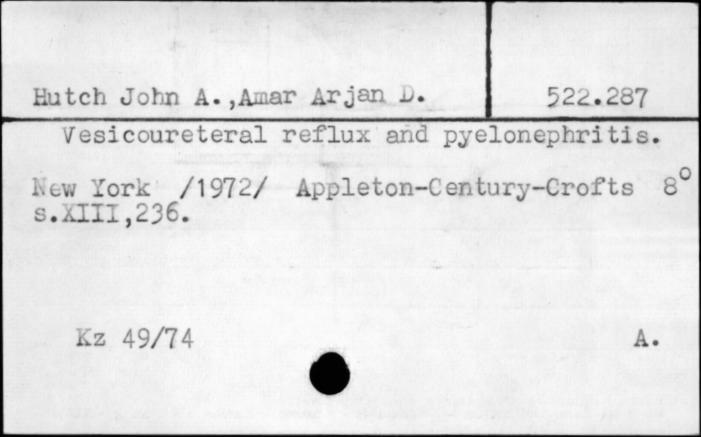 Hutch John A.,Amar Arjan D.
522.287
Vesicoureteral reflux and pyelonephritis.
New York /1972/ Appleton-Century-Crofts 8°
s.XIII,236.
Kz 49/74
A.